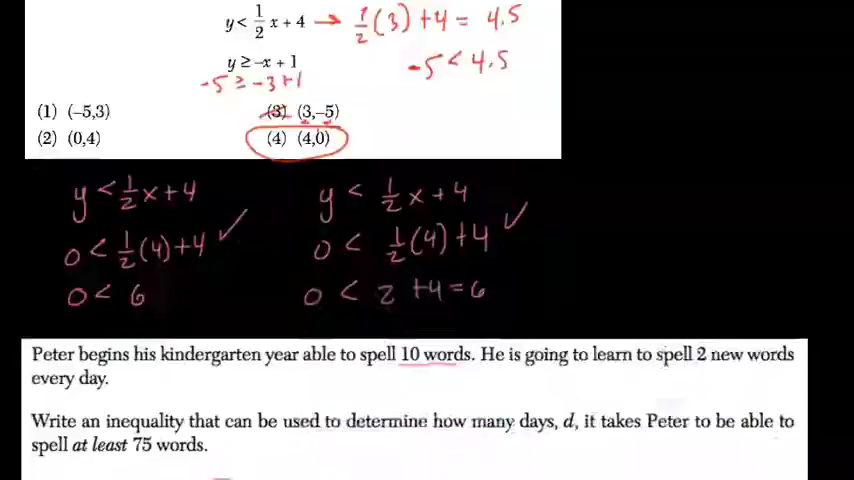 y < 1/2 x + 4 → 1/2(3) + 4 = 4.5
y ≥ -x + 1 -5 < 4.5
-5 ≥ -3+1
(1) (-5,3) (3) (3,-5)
(2) (0,4) (4) (4,0)
y < 1/2 x + 4 y < 1/2 x + 4
0 < 1/2(4) + 4 ✓ 0 < 1/2(4) + 4 ✓
0 < 6 0 < 2 + 4 = 6
Peter begins his kindergarten year able to spell 10 words. He is going to learn to spell 2 new words
every day.
Write an inequality that can be used to determine how many days, d, it takes Peter to be able to
spell at least 75 words.